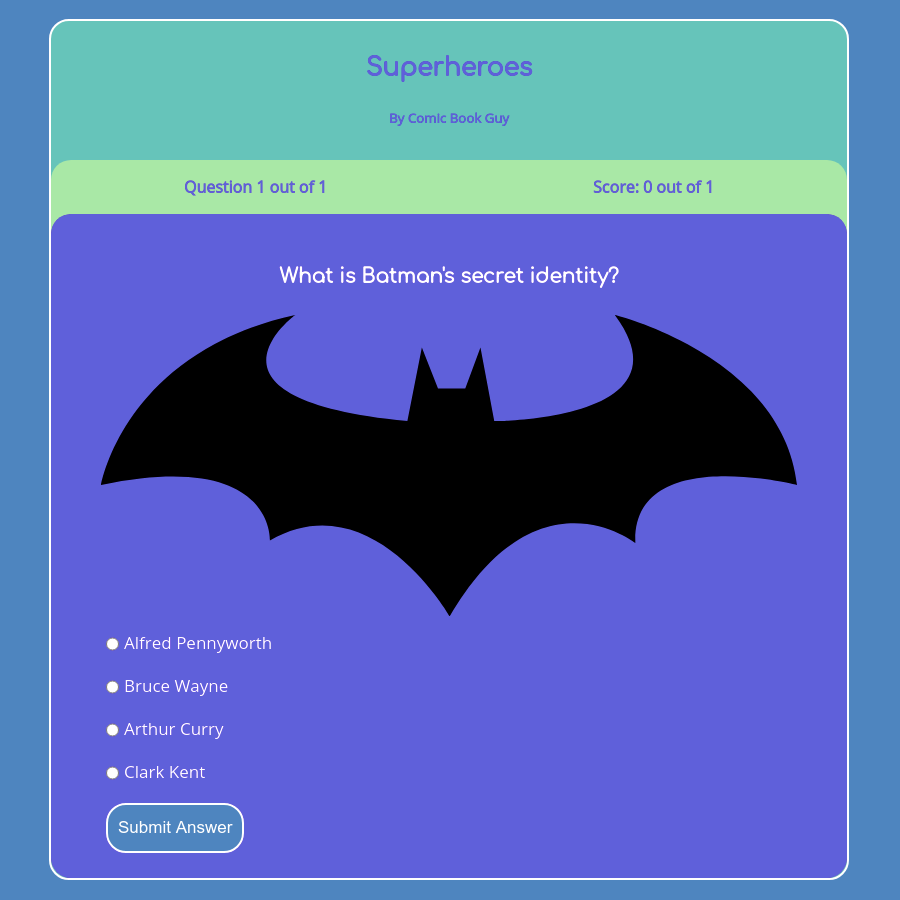 Superheroes
By Comic Book Guy
Question 1 out of 1
Score: 0 out of 1
What is Batman's secret identity?
Alfred Pennyworth
Bruce Wayne
Arthur Curry
Clark Kent
Submit Answer